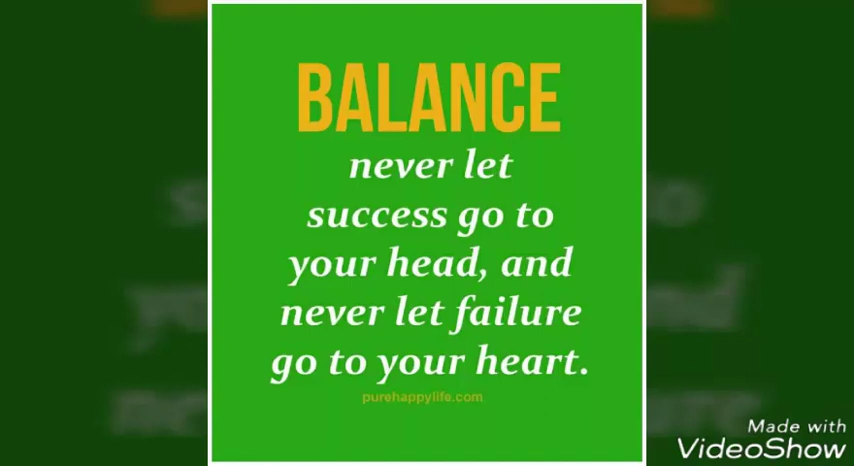 BALANCE
never let
success go to
your head, and
never let failure
go to your heart.
purehappylife.com
Made with
VideoShow